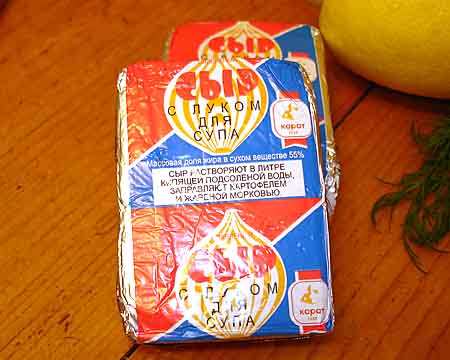 СЫР
СЫР
С ЛУКОМ
ДЛЯ
СУПА
карат
Массовая доля жира в сухом веществе 55%
СЫР РАСТВОРЯЮТ В ЛИТРЕ
КИПЯЩЕЙ ПОДСОЛЕНОЙ ВОДЫ,
ЗАПРАВЛЯЮТ КАРТОФЕЛЕМ
И ЖАРЕНОЙ МОРКОВЬЮ.
СЫР
С ЛУКОМ
ДЛЯ
СУПА
карат